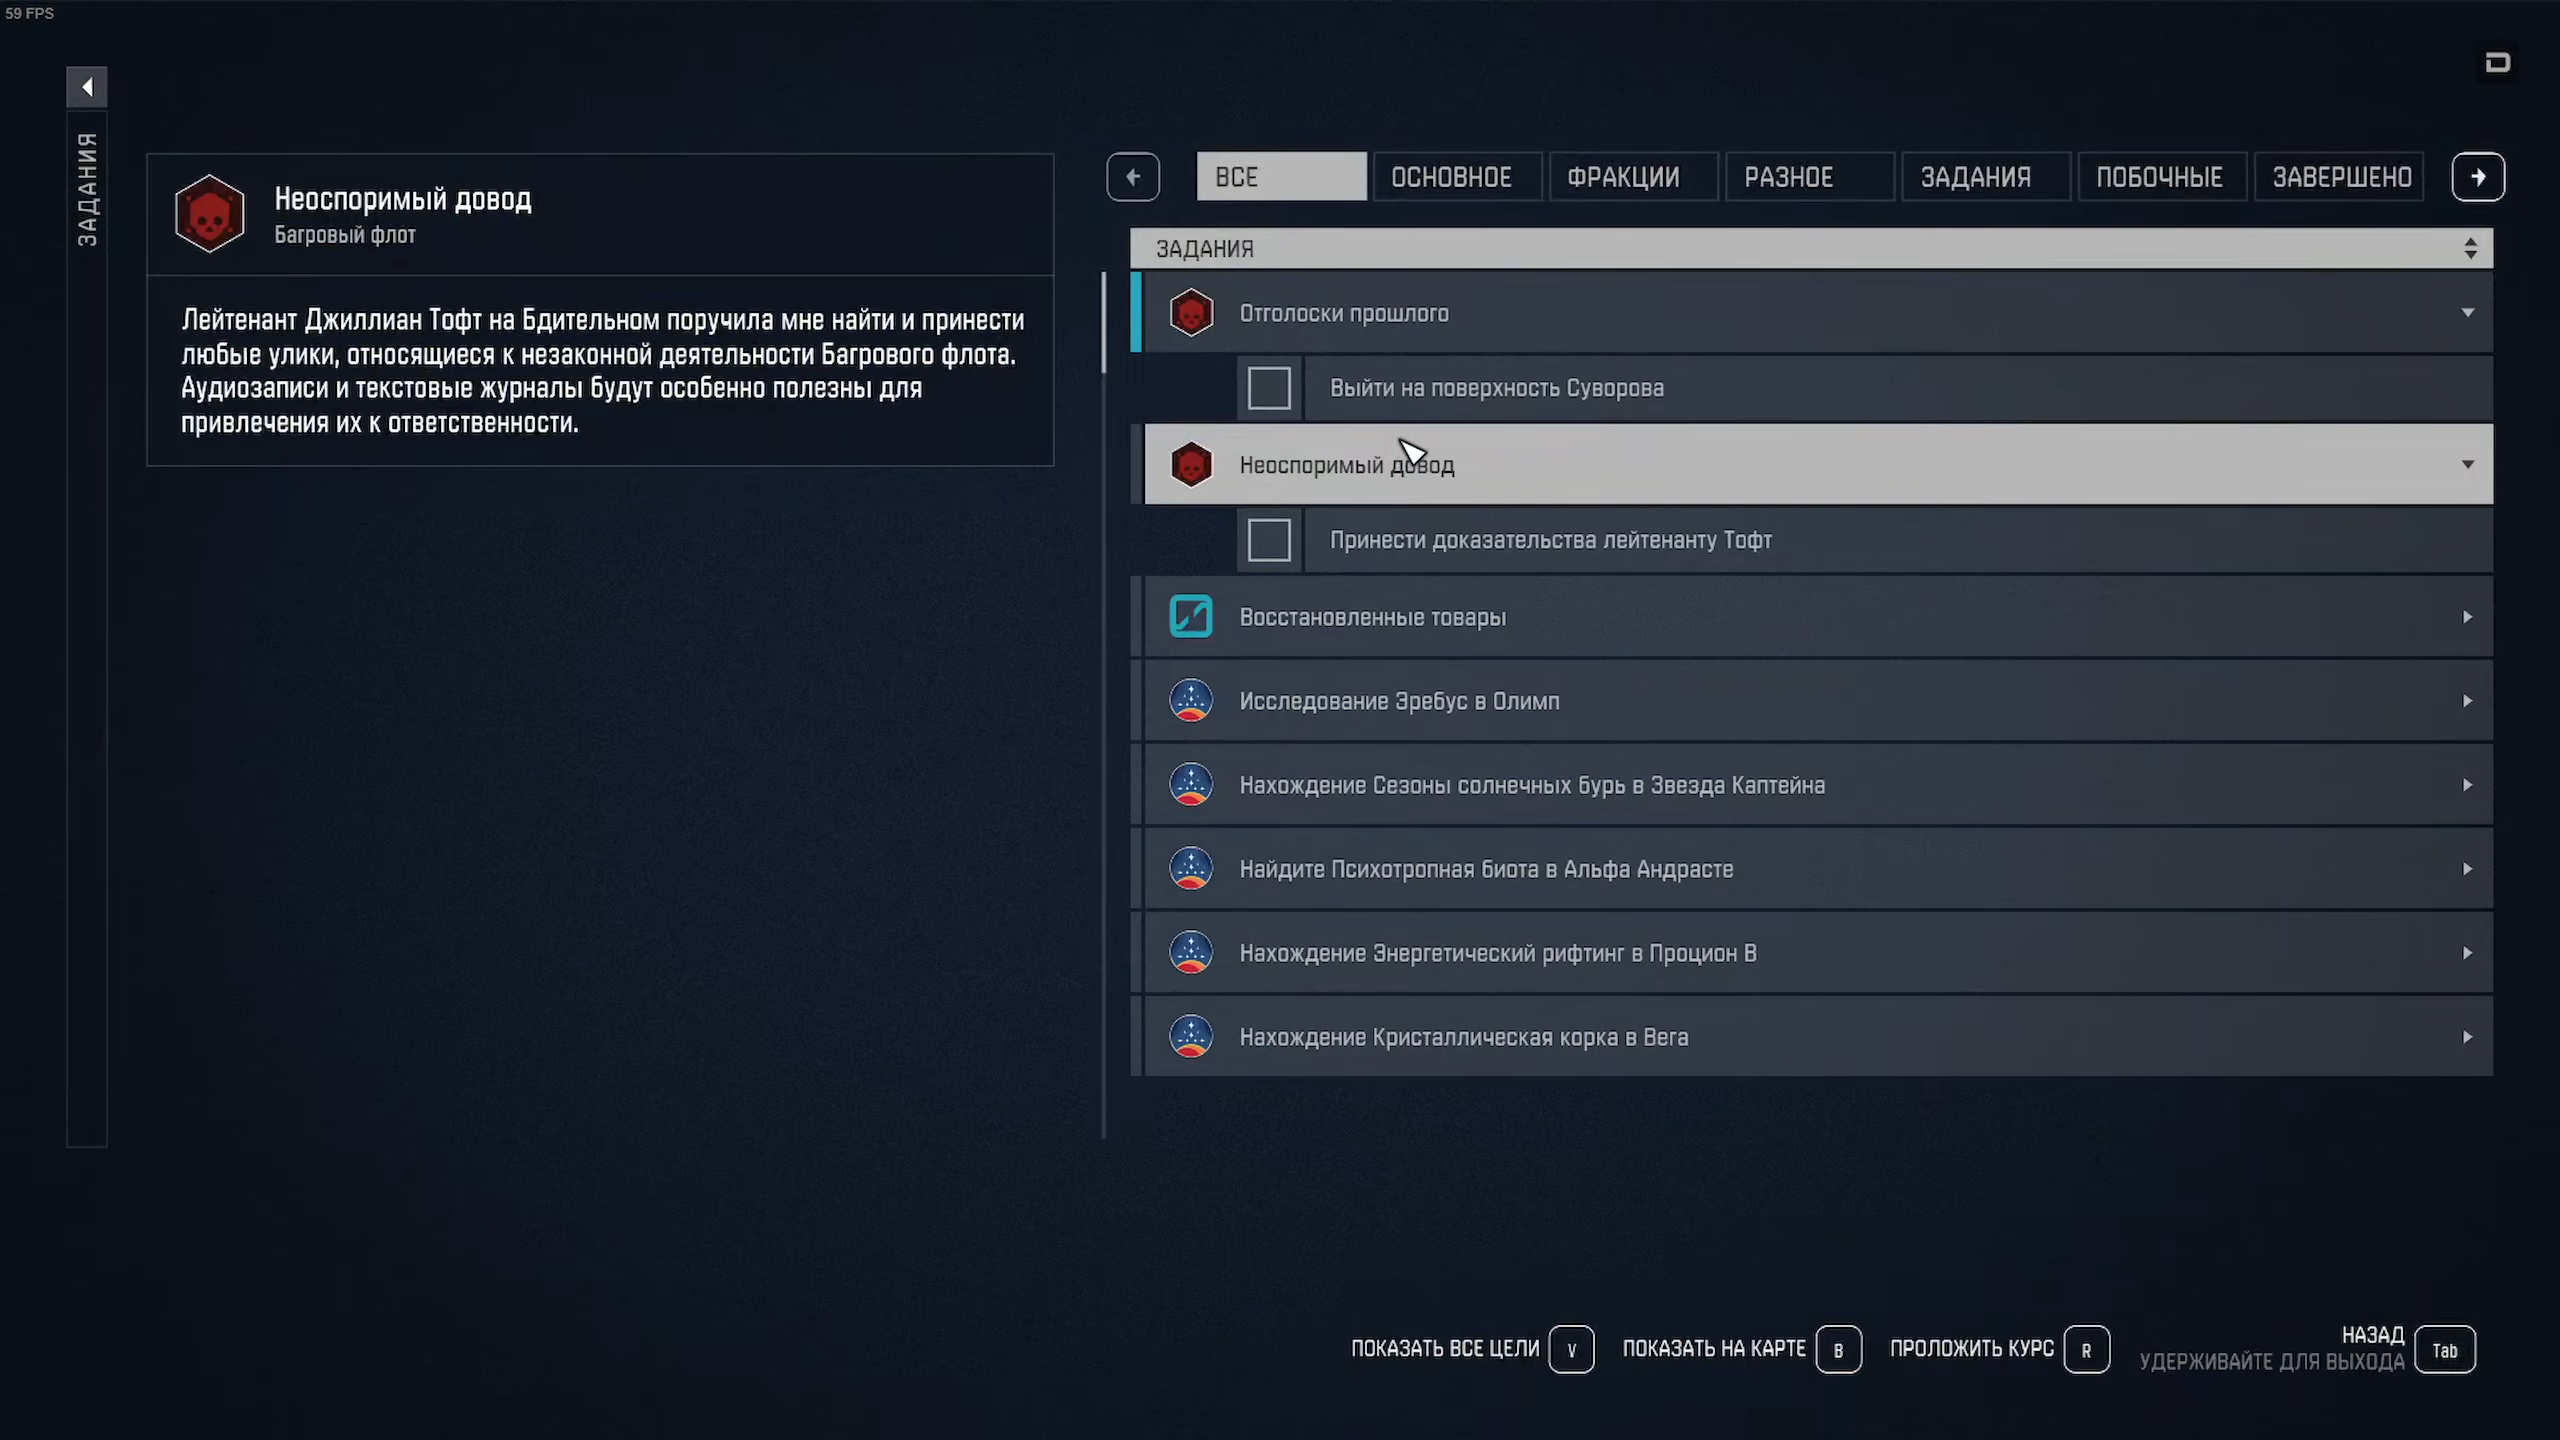 59 FPS
ЗАДАНИЯ
Неоспоримый довод
Багровый флот
Лейтенант Джиллиан Тофт на Бдительном поручила мне найти и принести
любые улики, относящиеся к незаконной деятельности Багрового флота.
Аудиозаписи и текстовые журналы будут особенно полезны для
привлечения их к ответственности.
ВСЕ
ОСНОВНОЕ
ФРАКЦИИ
РАЗНОЕ
ЗАДАНИЯ
ПОБОЧНЫЕ
ЗАВЕРШЕНО
ЗАДАНИЯ
Отголоски прошлого
Выйти на поверхность Суворова
Неоспоримый довод
Принести доказательства лейтенанту Тофт
Восстановленные товары
Исследование Эребус в Олимп
Нахождение Сезоны солнечных бурь в Звезда Каптейна
Найдите Психотропная биота в Альфа Андрасте
Нахождение Энергетический рифтинг в Процион B
Нахождение Кристаллическая корка в Вега
ПОКАЗАТЬ ВСЕ ЦЕЛИ V
ПОКАЗАТЬ НА КАРТЕ B
ПРОЛОЖИТЬ КУРС R
НАЗАД
УДЕРЖИВАЙТЕ ДЛЯ ВЫХОДА
Tab